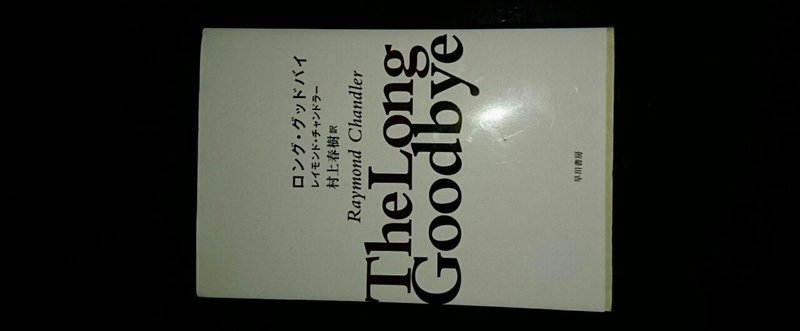 ロング・グッドバイ
レイモンド・チャンドラー
村上春樹 訳
Raymond Chandler
The Long
Goodbye
早川書房